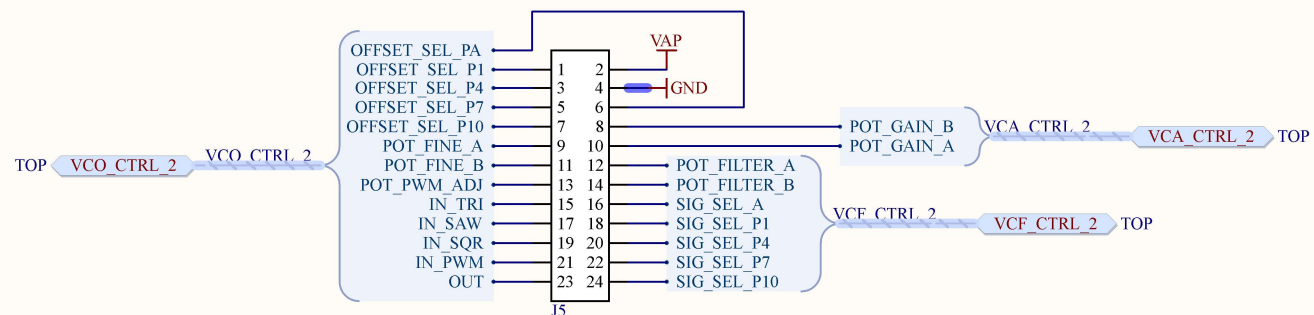 OFFSET_SEL_PA
VAP
OFFSET_SEL_P1 1 2
OFFSET_SEL_P4 3 4 GND
OFFSET_SEL_P7 5 6
OFFSET_SEL_P10 7 8 POT_GAIN_B
VCA_CTRL_2 VCA_CTRL_2 TOP
POT_FINE_A 9 10 POT_GAIN_A
TOP VCO_CTRL_2 VCO_CTRL_2
POT_FINE_B 11 12 POT_FILTER_A
POT_PWM_ADJ 13 14 POT_FILTER_B
IN_TRI 15 16 SIG_SEL_A
VCF_CTRL_2 VCF_CTRL_2 TOP
IN_SAW 17 18 SIG_SEL_P1
IN_SQR 19 20 SIG_SEL_P4
IN_PWM 21 22 SIG_SEL_P7
OUT 23 24 SIG_SEL_P10
J5